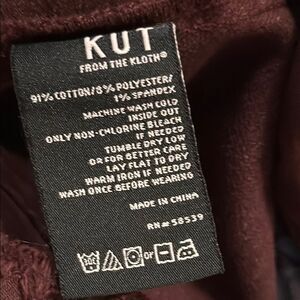 KUT
FROM THE KLOTH®
91% COTTON/8% POLYESTER/
1% SPANDEX
MACHINE WASH COLD
INSIDE OUT
ONLY NON-CHLORINE BLEACH
IF NEEDED
TUMBLE DRY LOW
OR FOR BETTER CARE
LAY FLAT TO DRY
WARM IRON IF NEEDED
WASH ONCE BEFORE WEARING
MADE IN CHINA
RN# 58539
or